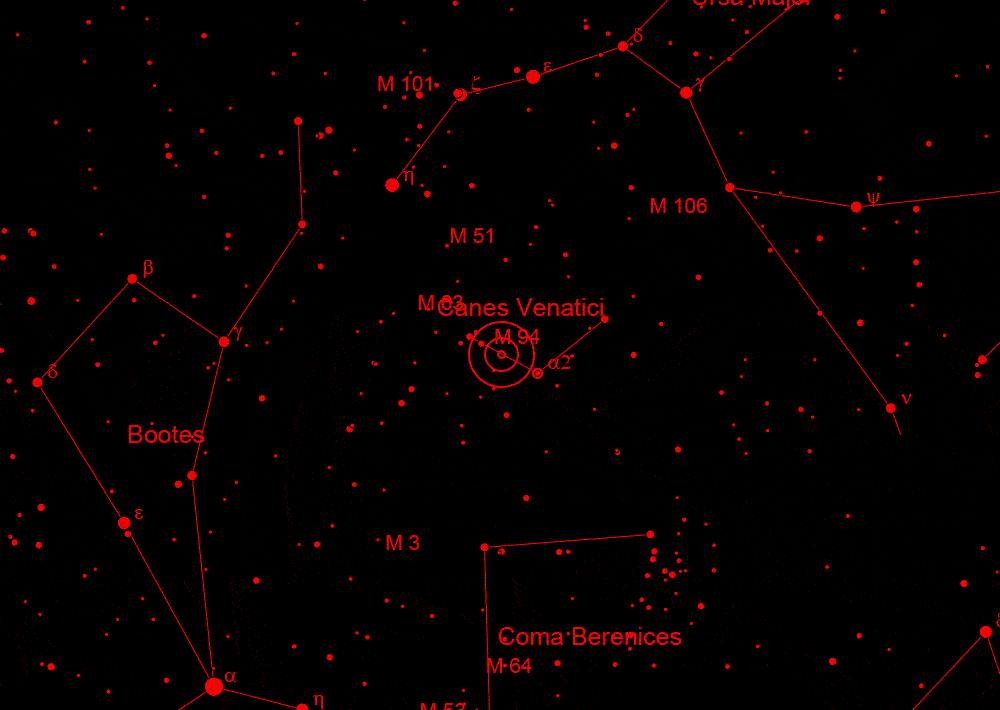 Ursa Major
δ
ε
M 101
ζ
γ
η
M 106
ψ
M 51
β
M 63
Canes Venatici
γ
M 94
α2
δ
ν
Bootes
ε
M 3
Coma Berenices
M 64
α
η
M 53